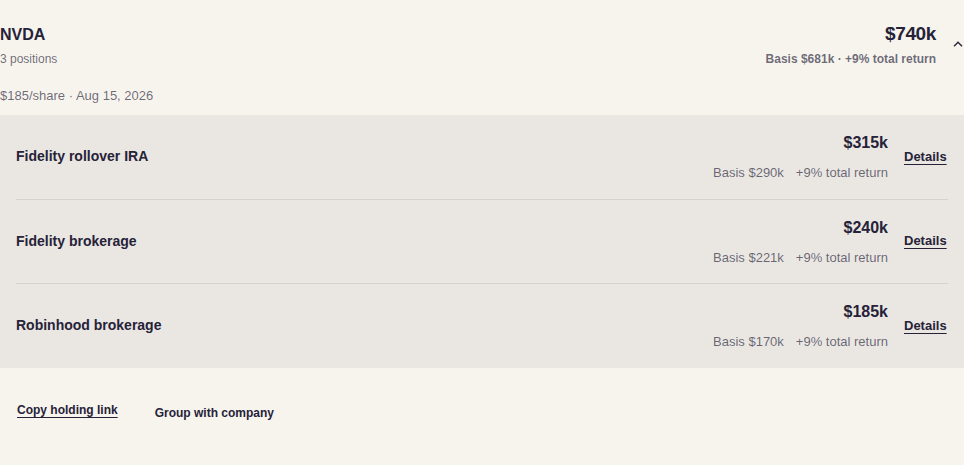 NVDA
$740k
3 positions
Basis $681k · +9% total return
$185/share · Aug 15, 2026
Fidelity rollover IRA
$315k
Basis $290k +9% total return
Details
Fidelity brokerage
$240k
Basis $221k +9% total return
Details
Robinhood brokerage
$185k
Basis $170k +9% total return
Details
Copy holding link
Group with company